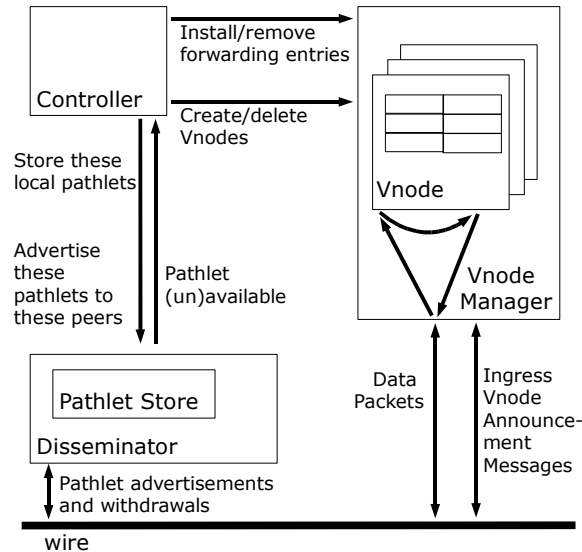 Install/remove
forwarding entries
Controller
Create/delete
Vnodes
Store these
local pathlets
Vnode
Advertise
these
pathlets to
these peers
Pathlet
(un)available
Vnode
Manager
Pathlet Store
Disseminator
Data
Packets
Ingress
Vnode
Announce-
ment
Messages
Pathlet advertisements
and withdrawals
wire